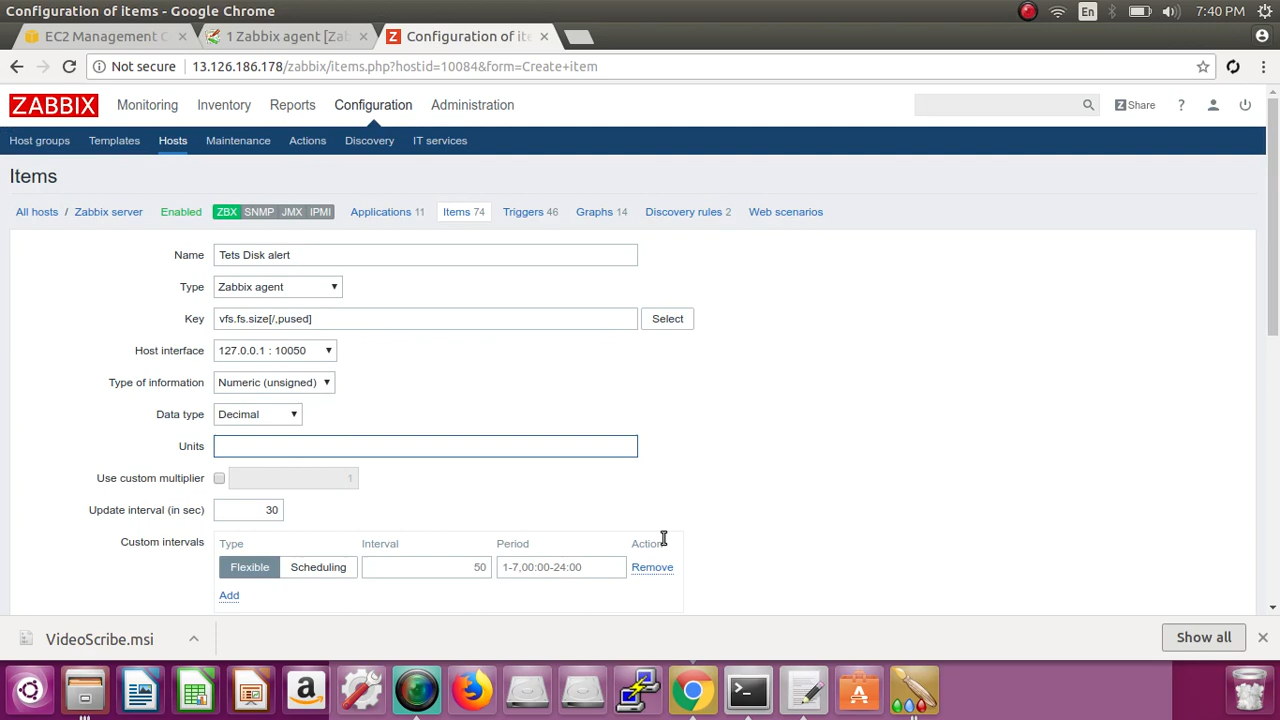 Configuration of items - Google Chrome
En
7:40 PM
EC2 Management C
1 Zabbix agent [Zab
Configuration of ite
Not secure
13.126.186.178/zabbix/items.php?hostid=10084&form=Create+item
ZABBIX
Monitoring
Inventory
Reports
Configuration
Administration
Z Share
?
Host groups
Templates
Hosts
Maintenance
Actions
Discovery
IT services
Items
All hosts / Zabbix server
Enabled
ZBX SNMP JMX IPMI
Applications 11
Items 74
Triggers 46
Graphs 14
Discovery rules 2
Web scenarios
Name
Tets Disk alert
Type
Zabbix agent
Key
vfs.fs.size[/,pused]
Select
Host interface
127.0.0.1 : 10050
Type of information
Numeric (unsigned)
Data type
Decimal
Units
Use custom multiplier
1
Update interval (in sec)
30
Custom intervals
Type
Interval
Period
Action
Flexible
Scheduling
50
1-7,00:00-24:00
Remove
Add
VideoScribe.msi
Show all